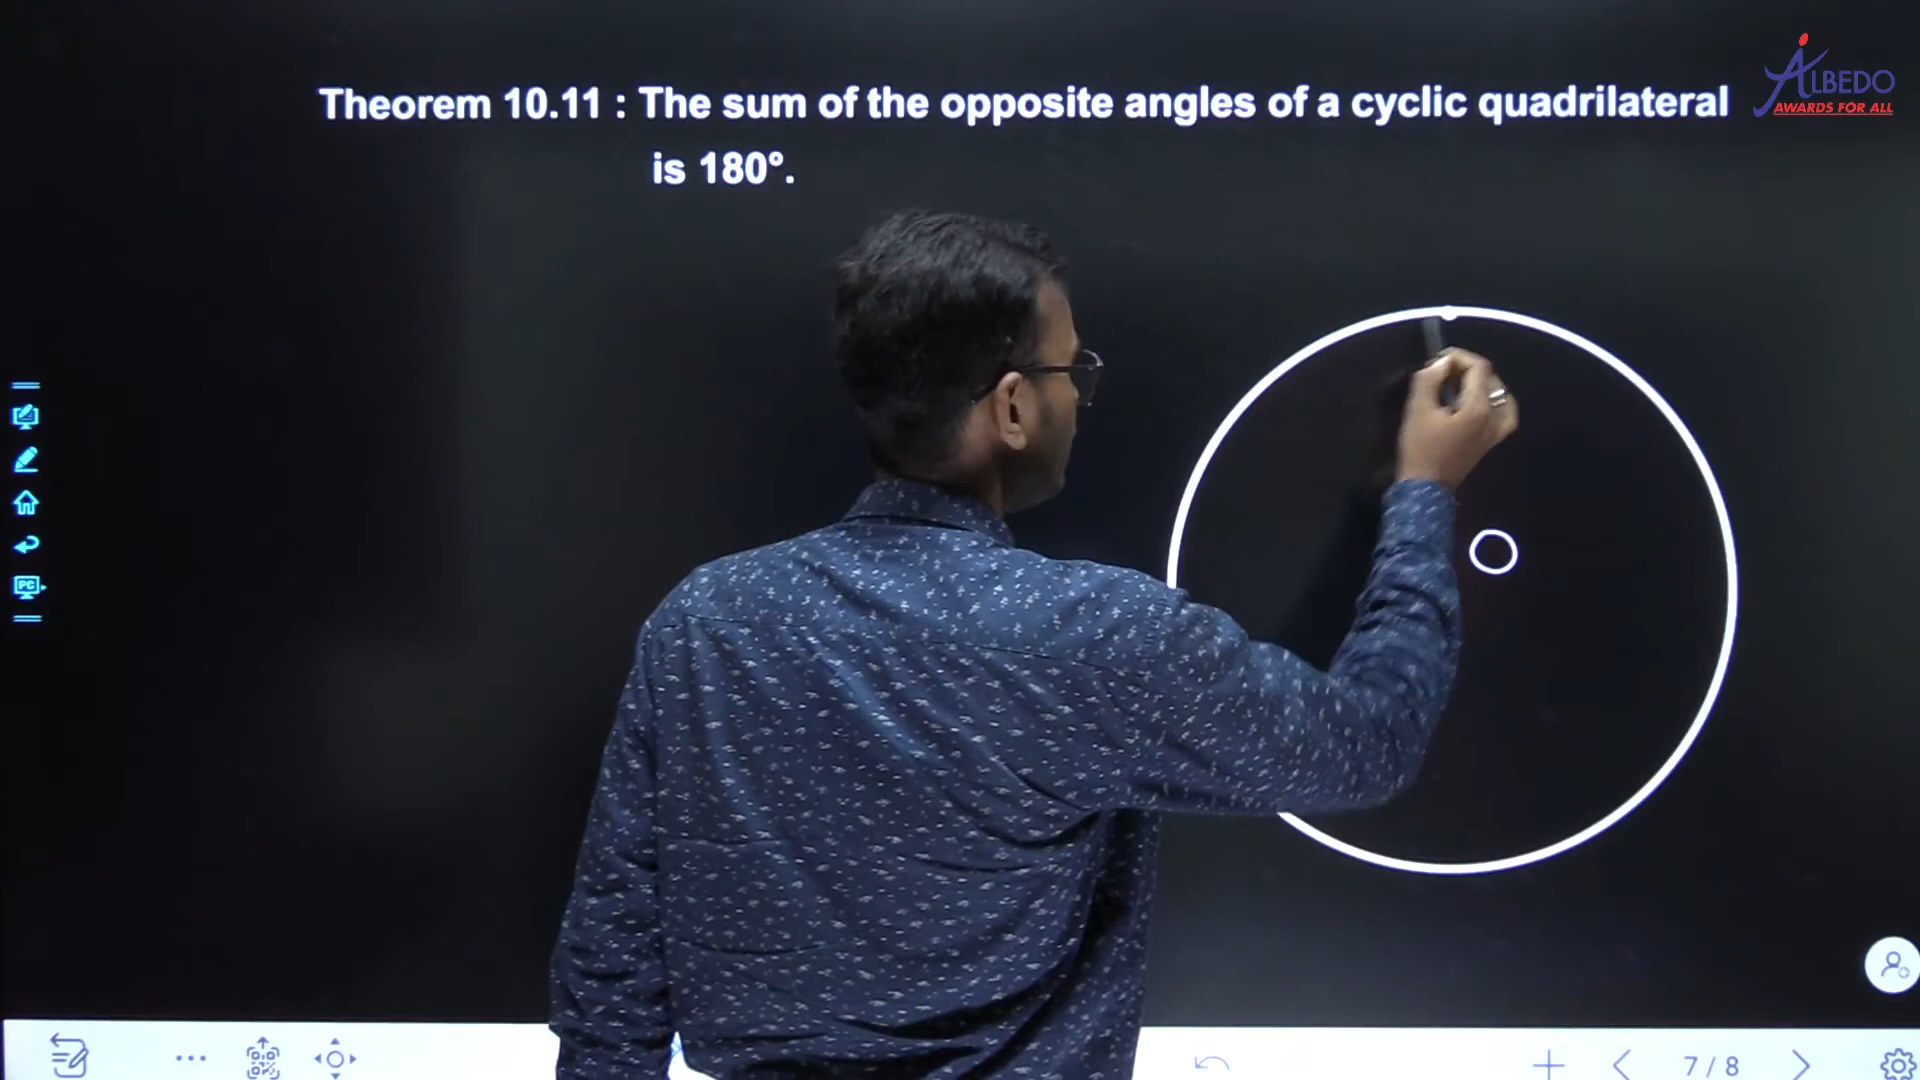 Theorem 10.11 : The sum of the opposite angles of a cyclic quadrilateral
is 180°.
ALBEDO
AWARDS FOR ALL
O
PC
7 / 8